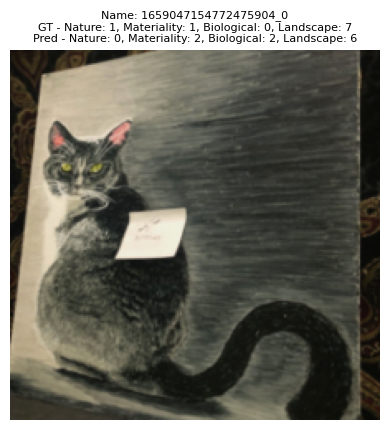 Name: 1659047154772475904_0
GT - Nature: 1, Materiality: 1, Biological: 0, Landscape: 7
Pred - Nature: 0, Materiality: 2, Biological: 2, Landscape: 6